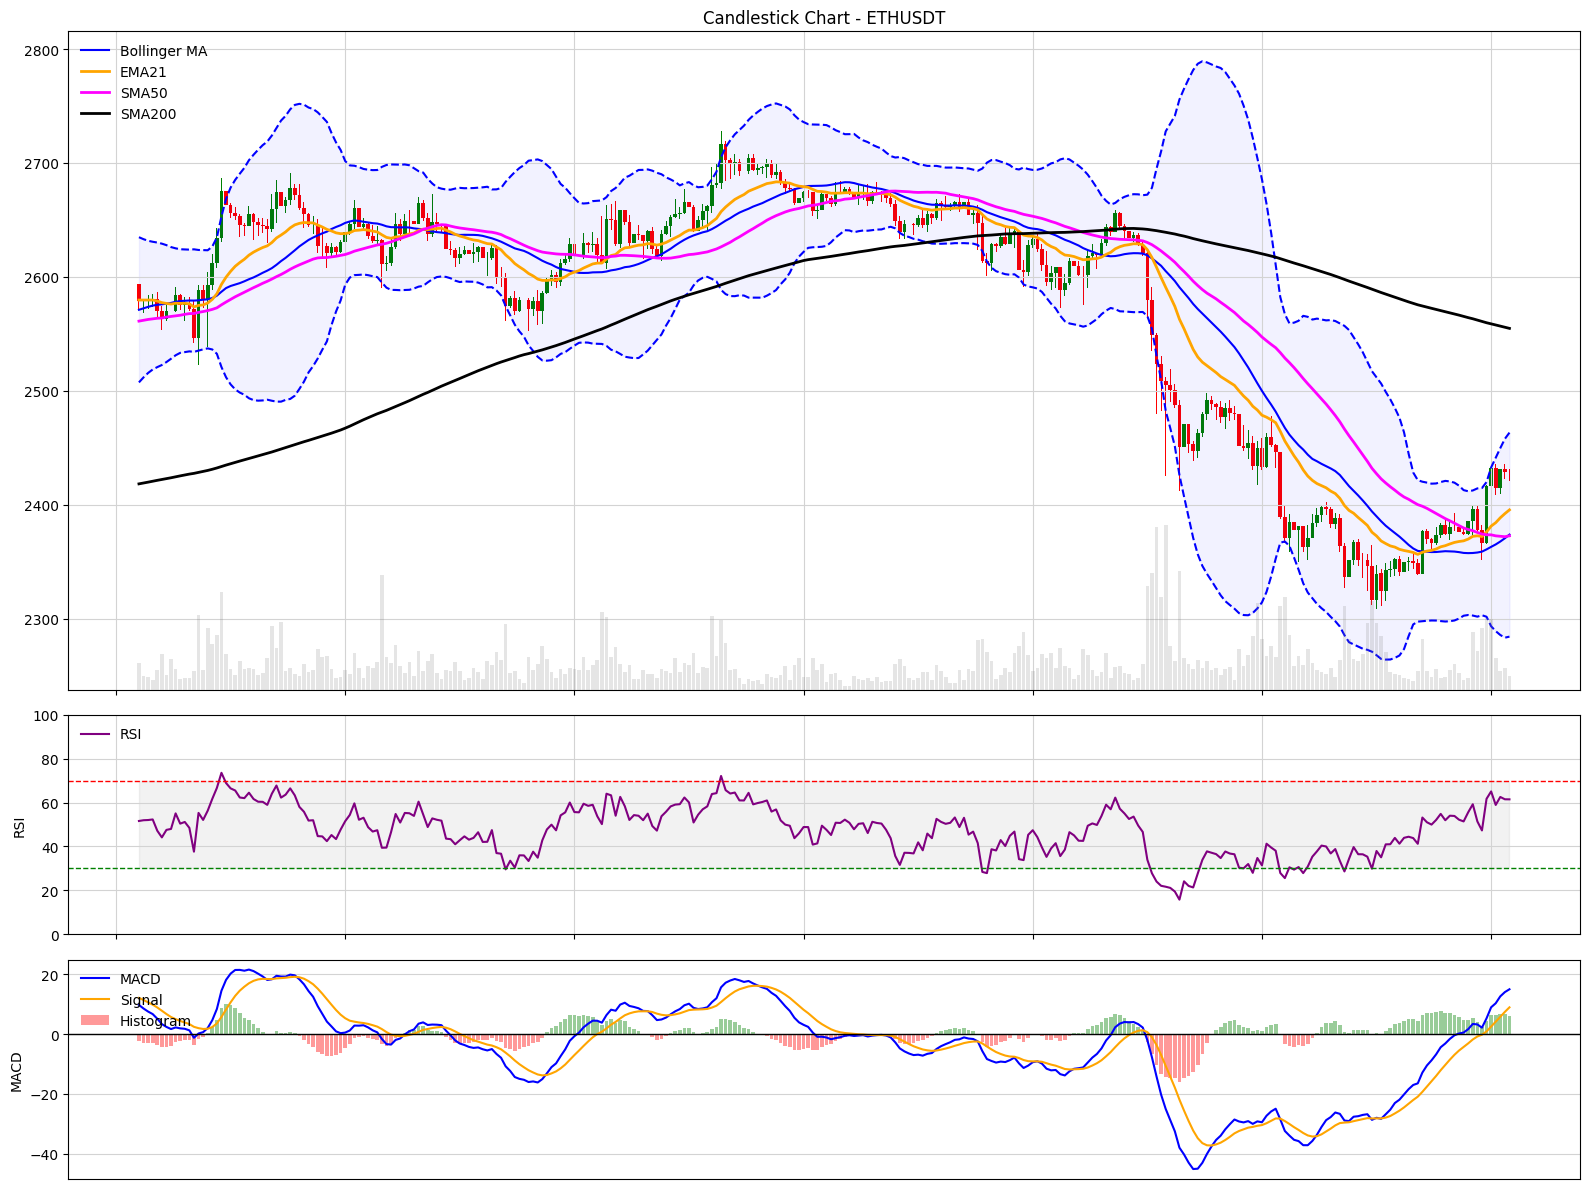 Candlestick Chart - ETHUSDT
2800
2700
2600
2500
2400
2300
Bollinger MA
EMA21
SMA50
SMA200
100
80
60
40
20
0
RSI
RSI
20
0
−20
−40
MACD
MACD
Signal
Histogram